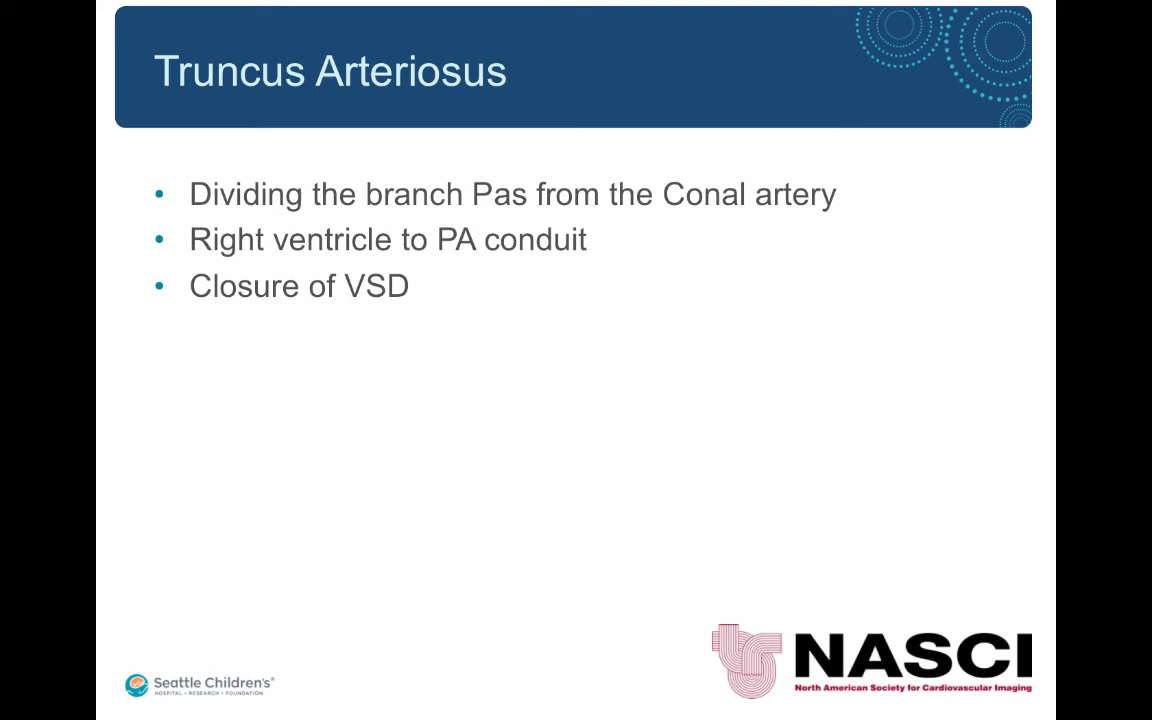 Truncus Arteriosus
• Dividing the branch Pas from the Conal artery
• Right ventricle to PA conduit
• Closure of VSD
Seattle Children's®
HOSPITAL • RESEARCH • FOUNDATION
NASCI
North American Society for Cardiovascular Imaging